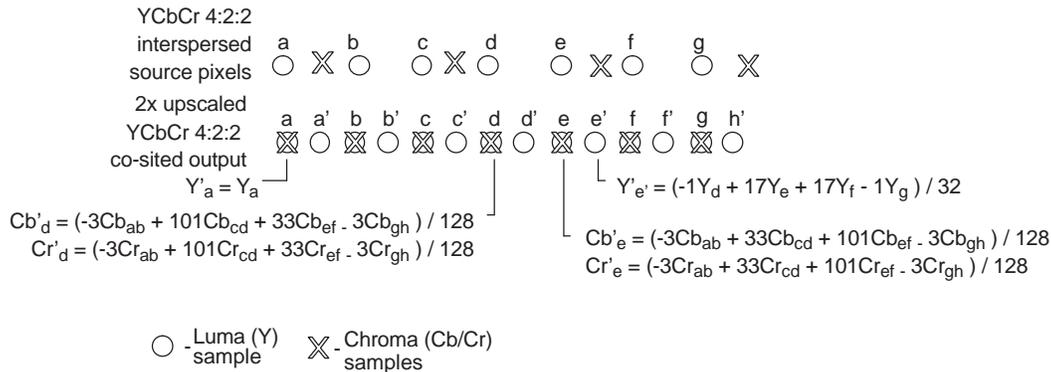 YCbCr 4:2:2
interspersed
source pixels
a b c d e f g
2x upscaled
YCbCr 4:2:2
co-sited output
a a' b b' c c' d d' e e' f f' g h'
Y'a = Ya
Y'e' = (-1Yd + 17Ye + 17Yf - 1Yg ) / 32
Cb'd = (-3Cbab + 101Cbcd + 33Cbef - 3Cbgh ) / 128
Cr'd = (-3Crab + 101Crcd + 33Cref - 3Crgh ) / 128
Cb'e = (-3Cbab + 33Cbcd + 101Cbef - 3Cbgh ) / 128
Cr'e = (-3Crab + 33Crcd + 101Cref - 3Crgh ) / 128
- Luma (Y)
sample
- Chroma (Cb/Cr)
samples